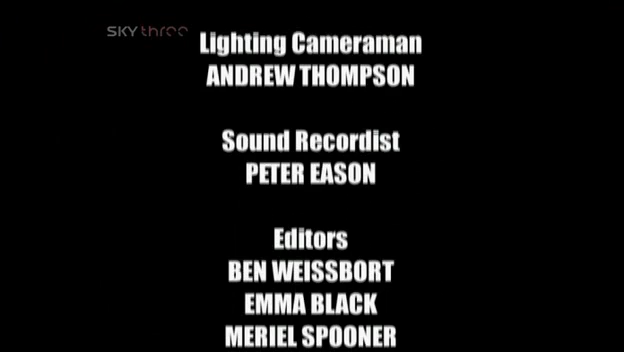 SKY three
Lighting Cameraman
ANDREW THOMPSON
Sound Recordist
PETER EASON
Editors
BEN WEISSBORT
EMMA BLACK
MERIEL SPOONER